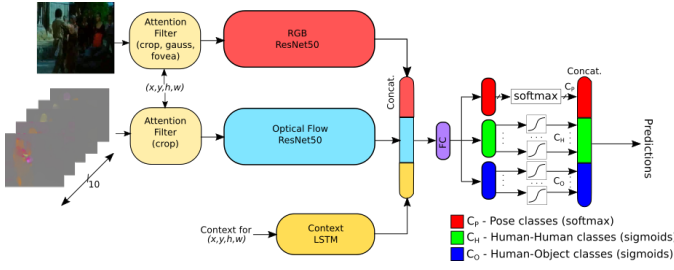 Attention
Filter
(crop, gauss,
fovea)
RGB
ResNet50
(x,y,h,w)
Attention
Filter
(crop)
Optical Flow
ResNet50
10
Context for
(x,y,h,w)
Context
LSTM
Concat.
FC
softmax
C_P
Concat.
C_H
C_O
Predictions
C_P - Pose classes (softmax)
C_H - Human-Human classes (sigmoids)
C_O - Human-Object classes (sigmoids)